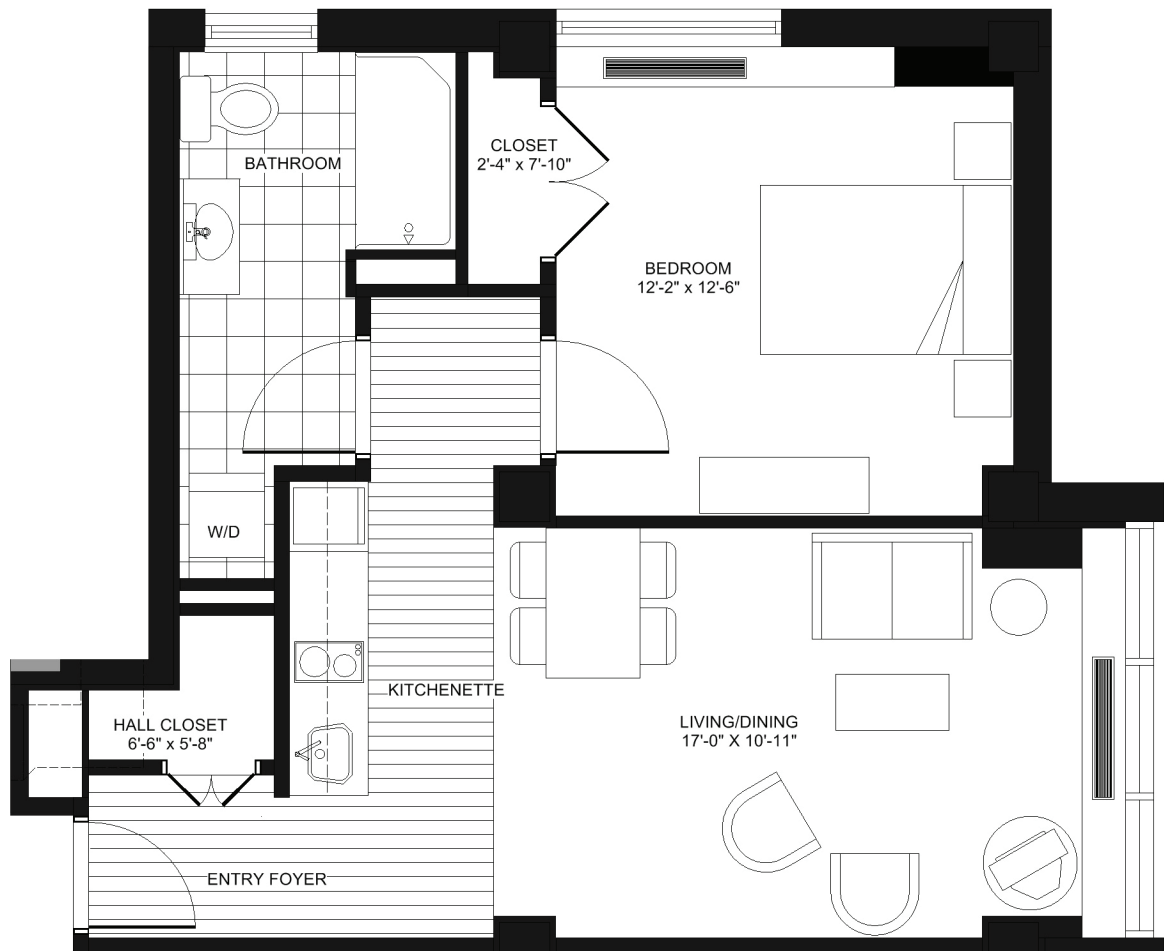 BATHROOM
CLOSET
2'-4" x 7'-10"
BEDROOM
12'-2" x 12'-6"
W/D
KITCHENETTE
HALL CLOSET
6'-6" x 5'-8"
LIVING/DINING
17'-0" X 10'-11"
ENTRY FOYER